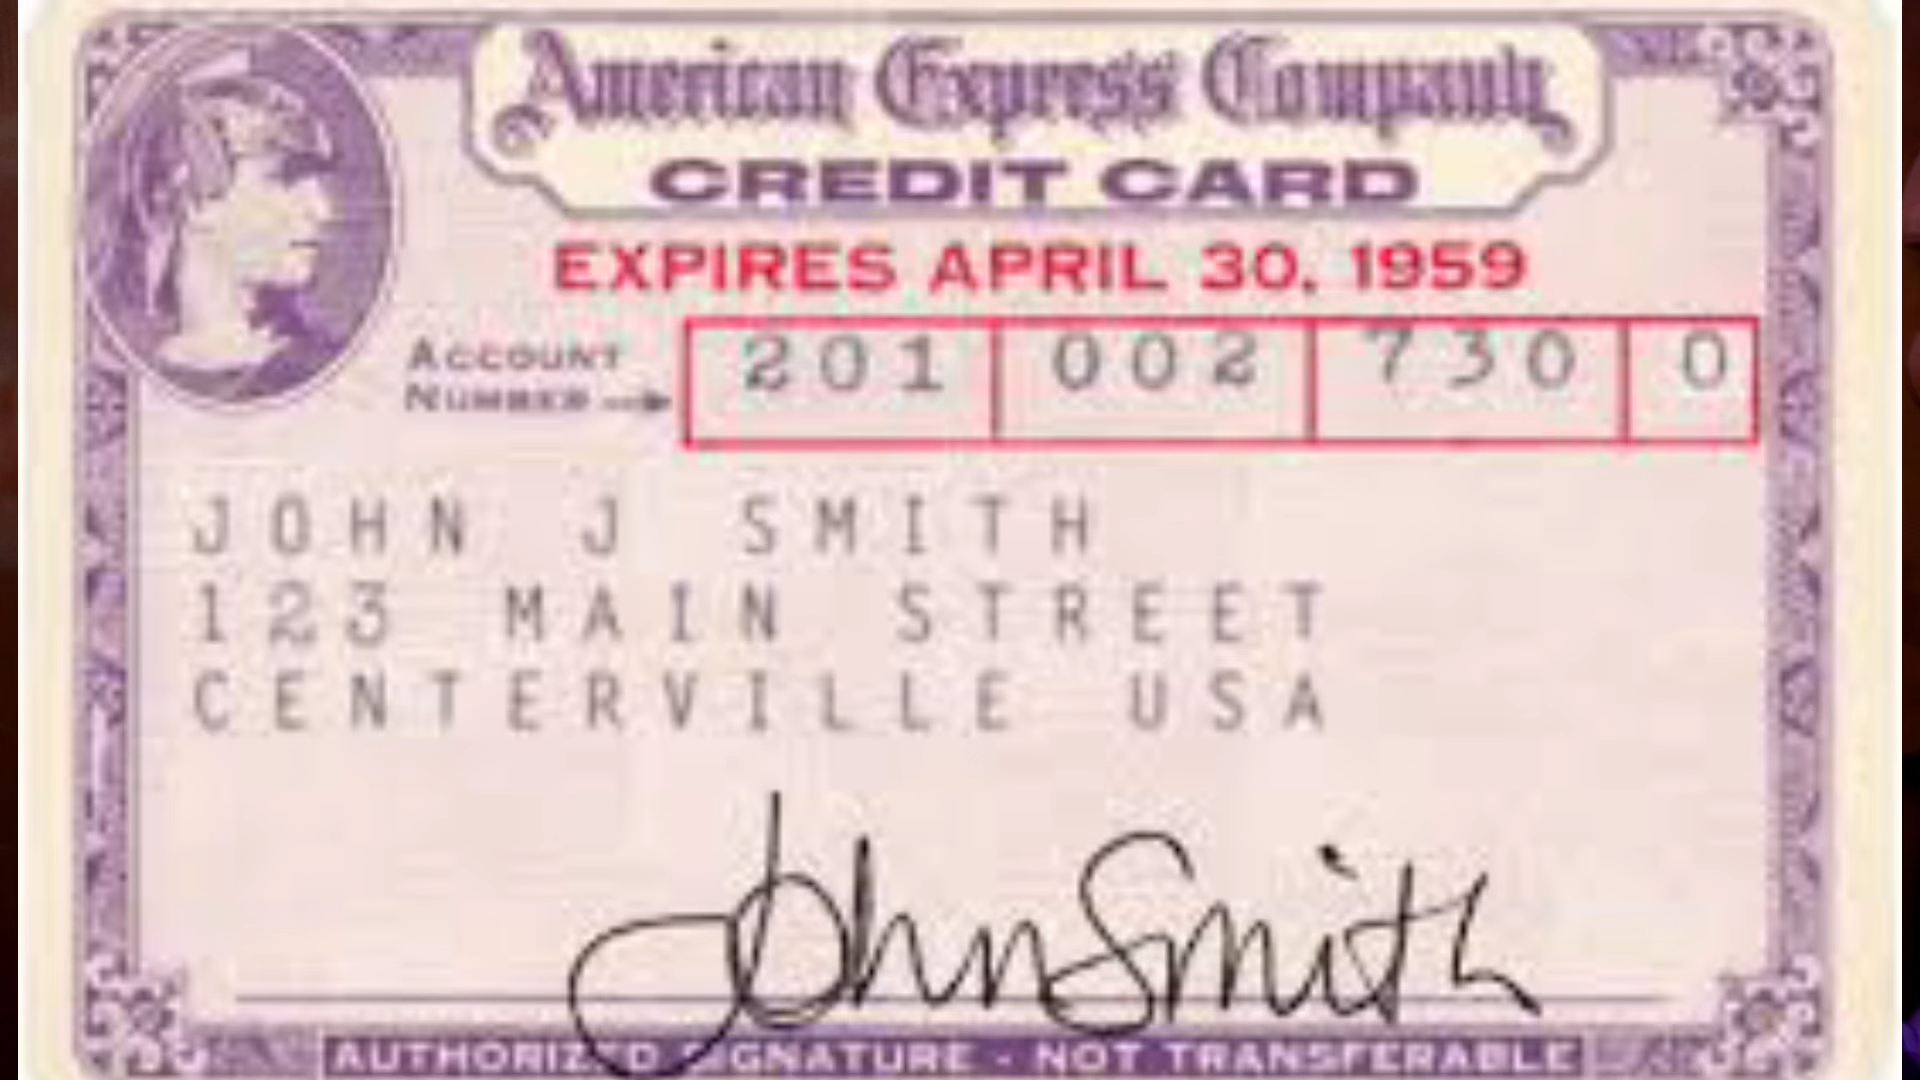 American Express Company
CREDIT CARD
EXPIRES APRIL 30, 1959
ACCOUNT NUMBER → 201 002 730 0
JOHN J SMITH
123 MAIN STREET
CENTERVILLE USA
John Smith
AUTHORIZED SIGNATURE - NOT TRANSFERABLE